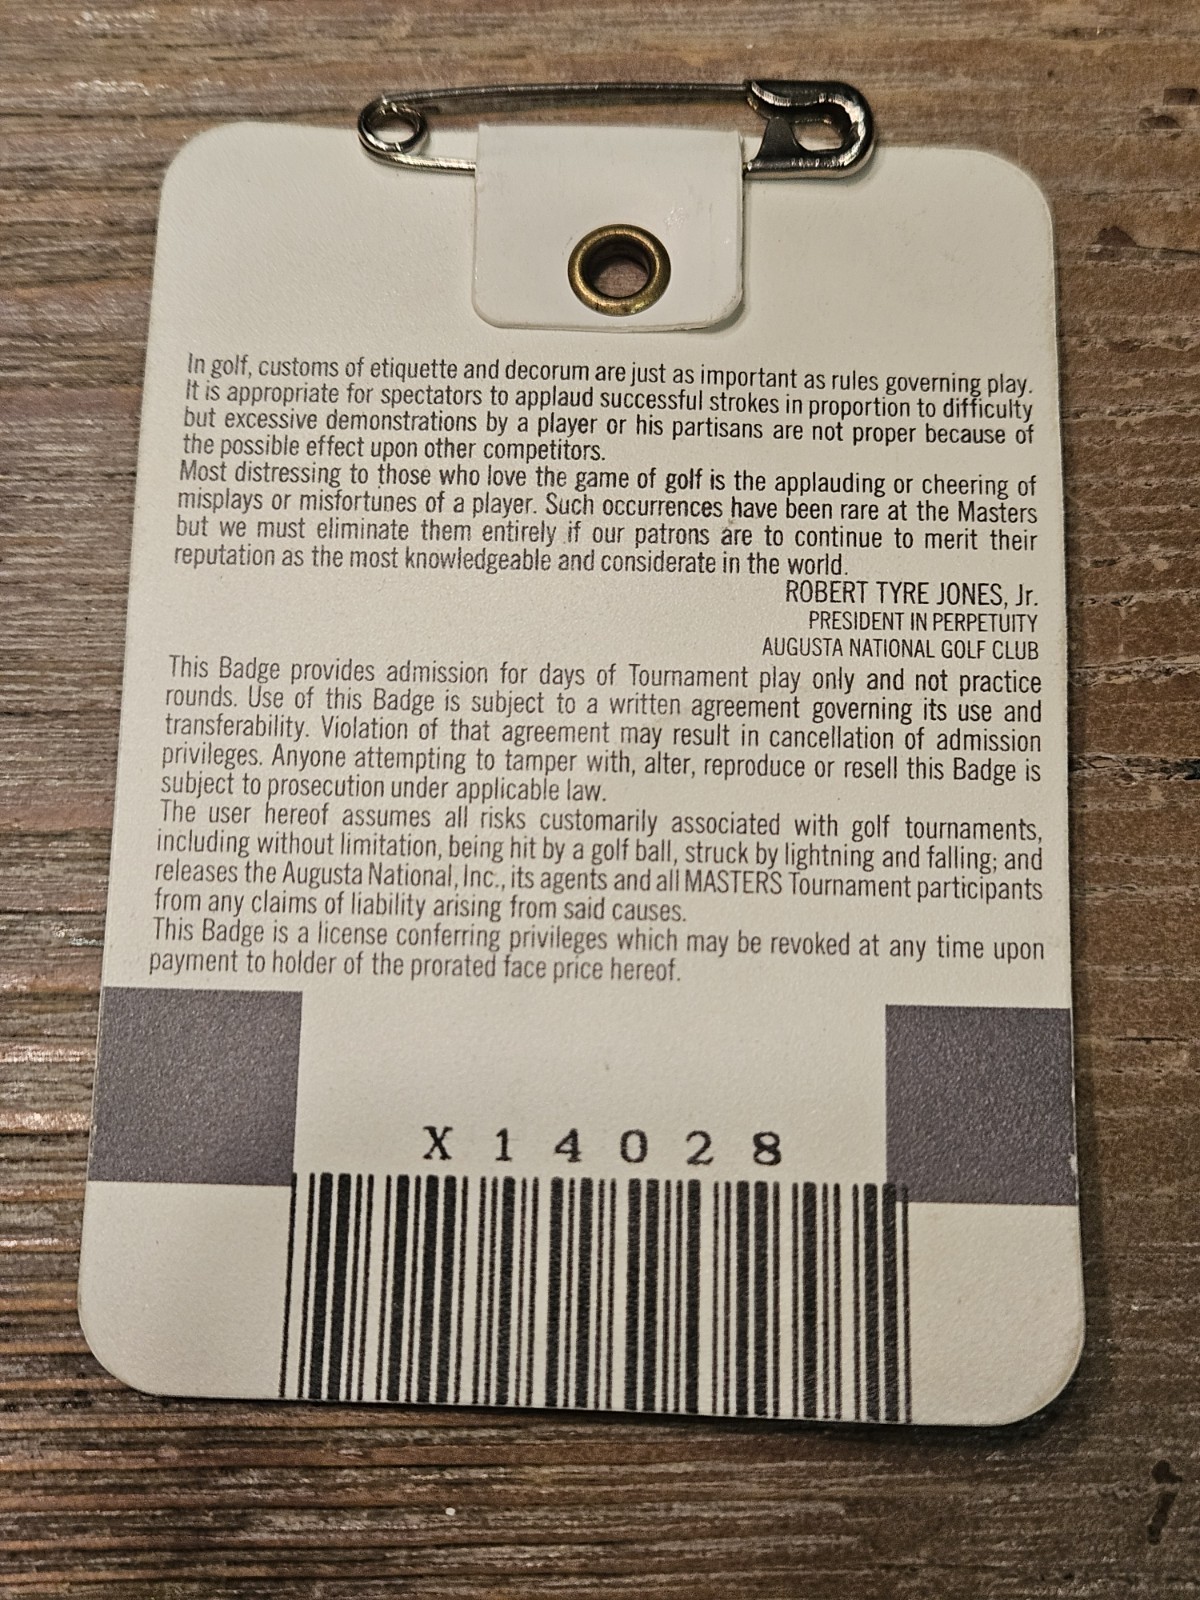 In golf, customs of etiquette and decorum are just as important as rules governing play.
It is appropriate for spectators to applaud successful strokes in proportion to difficulty
but excessive demonstrations by a player or his partisans are not proper because of
the possible effect upon other competitors.
Most distressing to those who love the game of golf is the applauding or cheering of
misplays or misfortunes of a player. Such occurrences have been rare at the Masters
but we must eliminate them entirely if our patrons are to continue to merit their
reputation as the most knowledgeable and considerate in the world.
ROBERT TYRE JONES, Jr.
PRESIDENT IN PERPETUITY
AUGUSTA NATIONAL GOLF CLUB
This Badge provides admission for days of Tournament play only and not practice
rounds. Use of this Badge is subject to a written agreement governing its use and
transferability. Violation of that agreement may result in cancellation of admission
privileges. Anyone attempting to tamper with, alter, reproduce or resell this Badge is
subject to prosecution under applicable law.
The user hereof assumes all risks customarily associated with golf tournaments,
including without limitation, being hit by a golf ball, struck by lightning and falling; and
releases the Augusta National, Inc., its agents and all MASTERS Tournament participants
from any claims of liability arising from said causes.
This Badge is a license conferring privileges which may be revoked at any time upon
payment to holder of the prorated face price hereof.
X14028